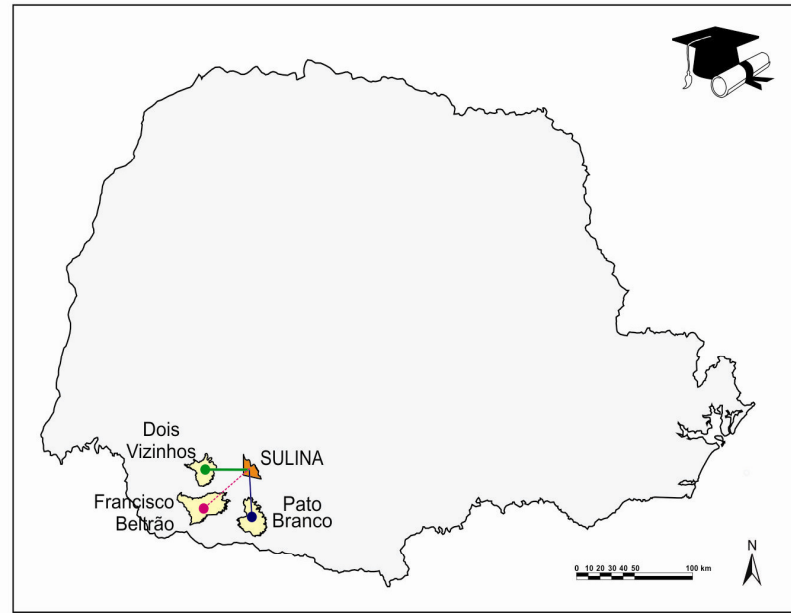 Dois
Vizinhos
SULINA
Francisco
Beltrão
Pato
Branco
N
0 10 20 30 40 50 100 km